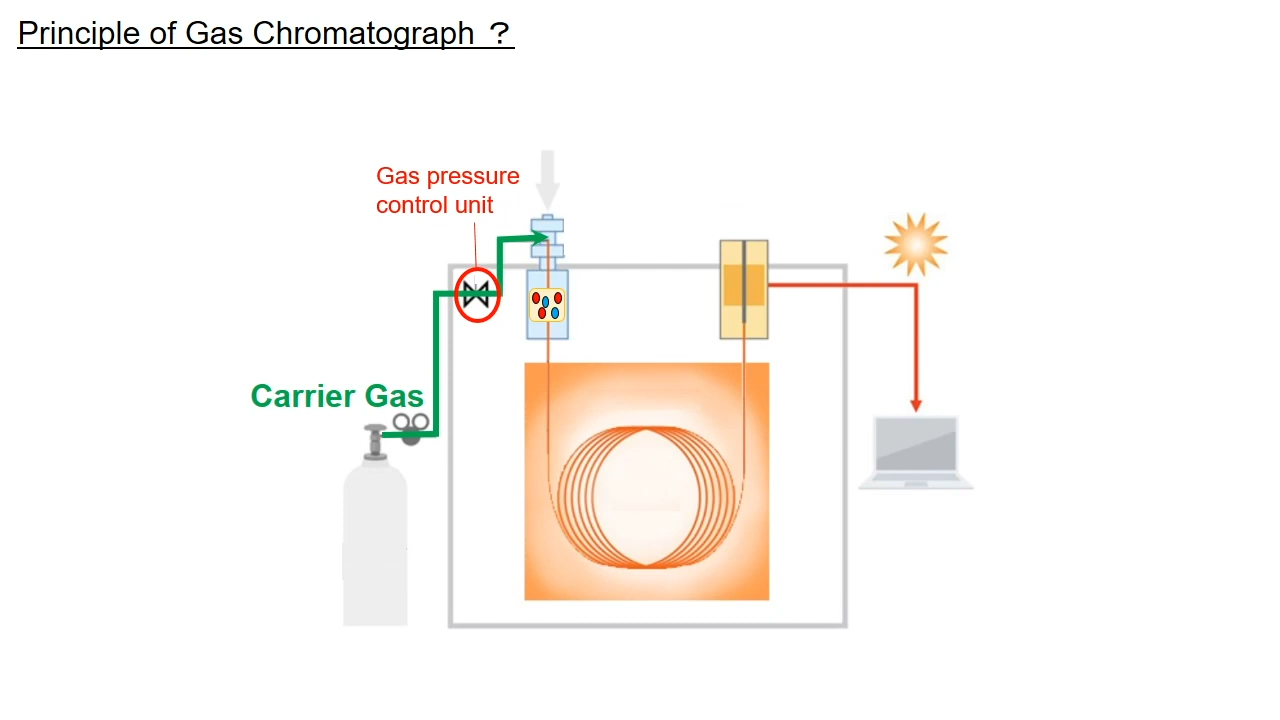 Principle of Gas Chromatograph ？
Gas pressure
control unit
Carrier Gas